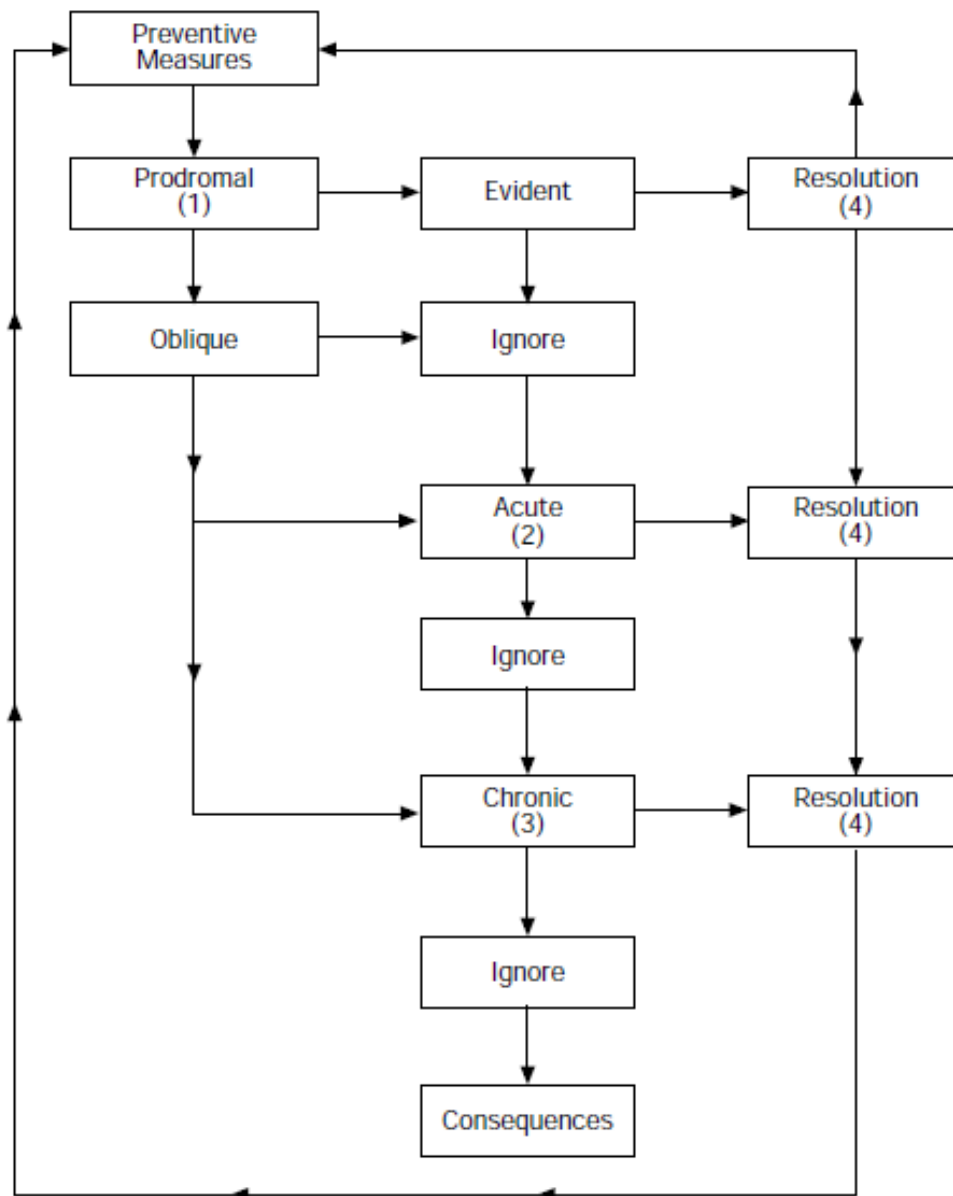 Preventive
Measures
Prodromal
(1)
Evident
Resolution
(4)
Oblique
Ignore
Acute
(2)
Resolution
(4)
Ignore
Chronic
(3)
Resolution
(4)
Ignore
Consequences